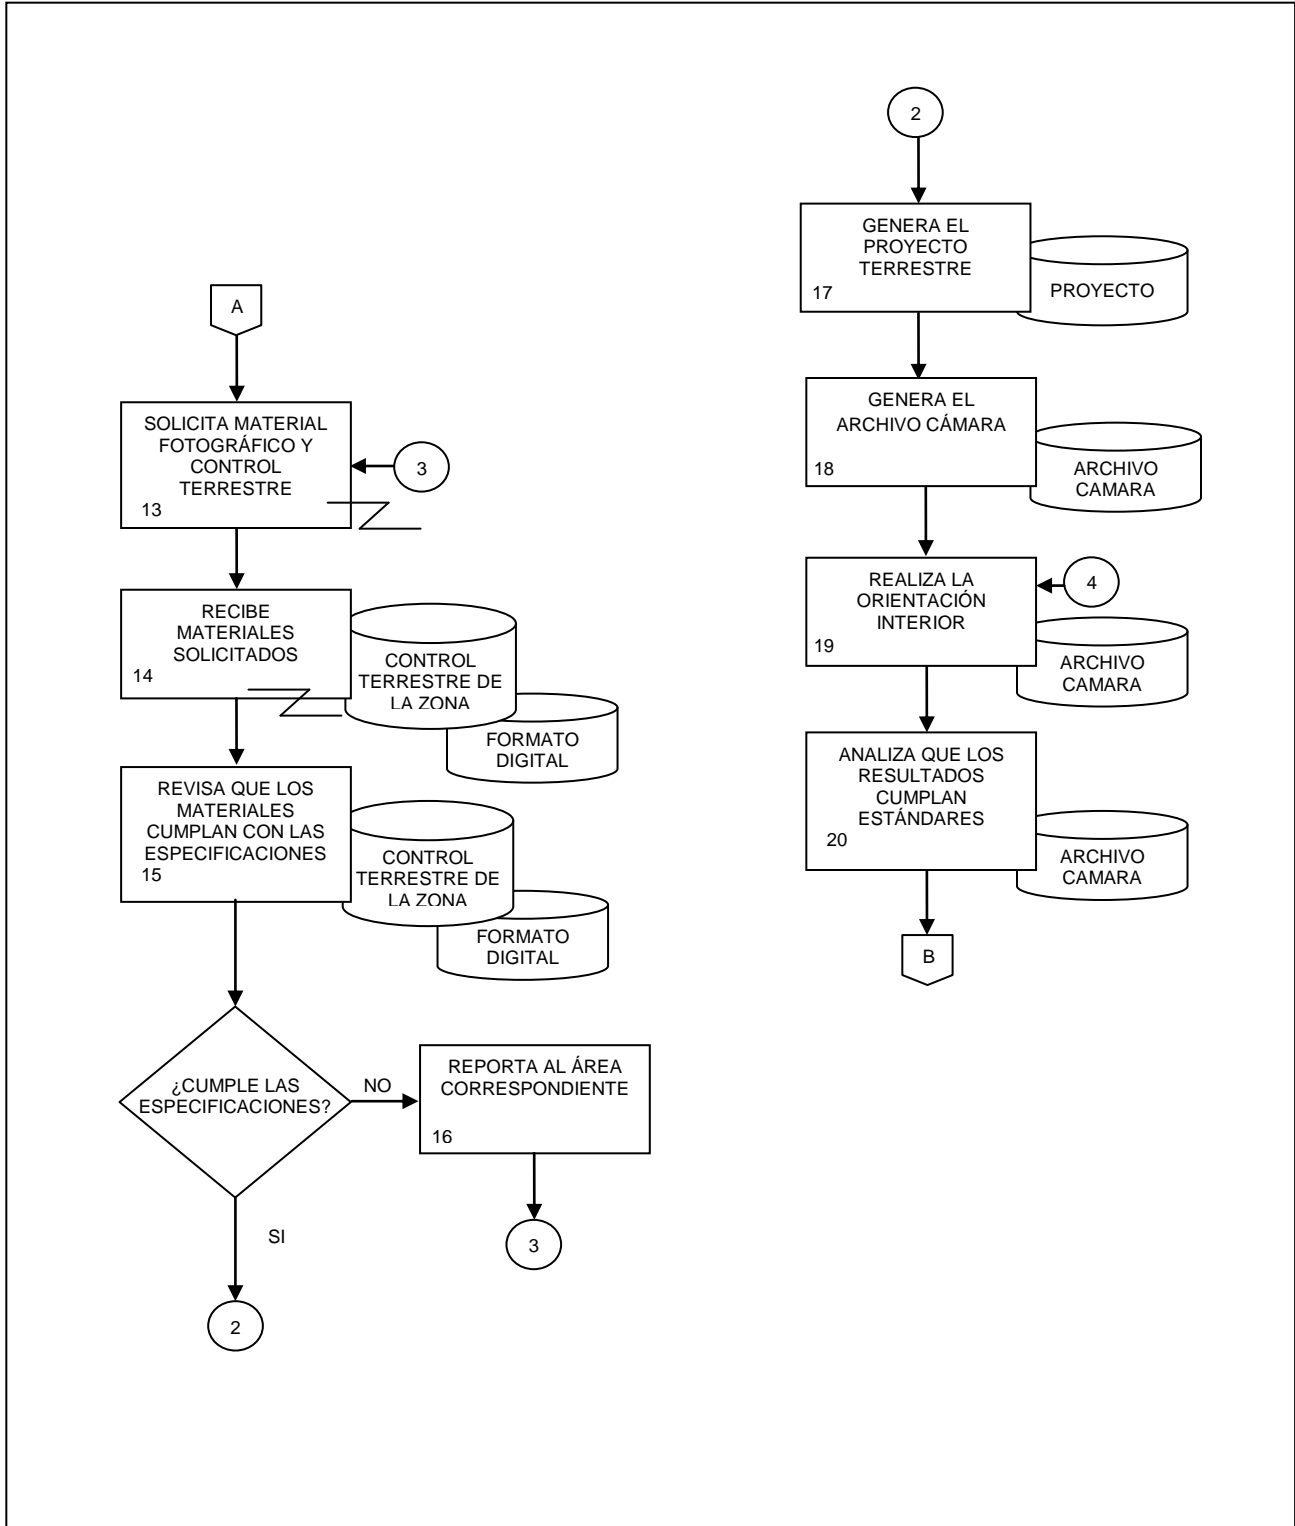 A
SOLICITA MATERIAL
FOTOGRÁFICO Y
CONTROL
TERRESTRE
13
3
RECIBE
MATERIALES
SOLICITADOS
14
CONTROL
TERRESTRE DE
LA ZONA
FORMATO
DIGITAL
REVISA QUE LOS
MATERIALES
CUMPLAN CON LAS
ESPECIFICACIONES
15
CONTROL
TERRESTRE DE
LA ZONA
FORMATO
DIGITAL
¿CUMPLE LAS
ESPECIFICACIONES?
NO
REPORTA AL ÁREA
CORRESPONDIENTE
16
3
SI
2
2
GENERA EL
PROYECTO
TERRESTRE
17
PROYECTO
GENERA EL
ARCHIVO CÁMARA
18
ARCHIVO
CAMARA
REALIZA LA
ORIENTACIÓN
INTERIOR
19
4
ARCHIVO
CAMARA
ANALIZA QUE LOS
RESULTADOS
CUMPLAN
ESTÁNDARES
20
ARCHIVO
CAMARA
B